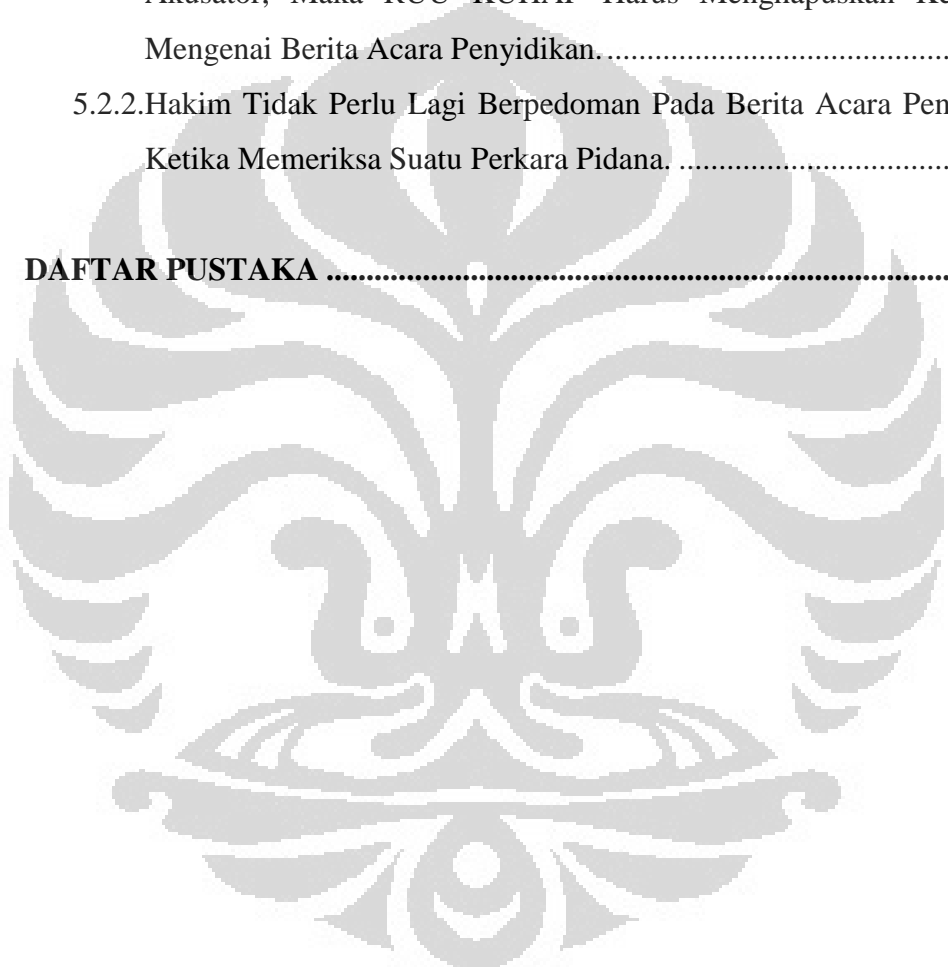 Akusator, Maka RUU KUHAP Harus Menghapuskan
Mengenai Berita Acara Penyidikan. ..........................................
5.2.2.Hakim Tidak Perlu Lagi Berpedoman Pada Berita Acara
Ketika Memeriksa Suatu Perkara Pidana. ..................................
DAFTAR PUSTAKA ...............................................................................